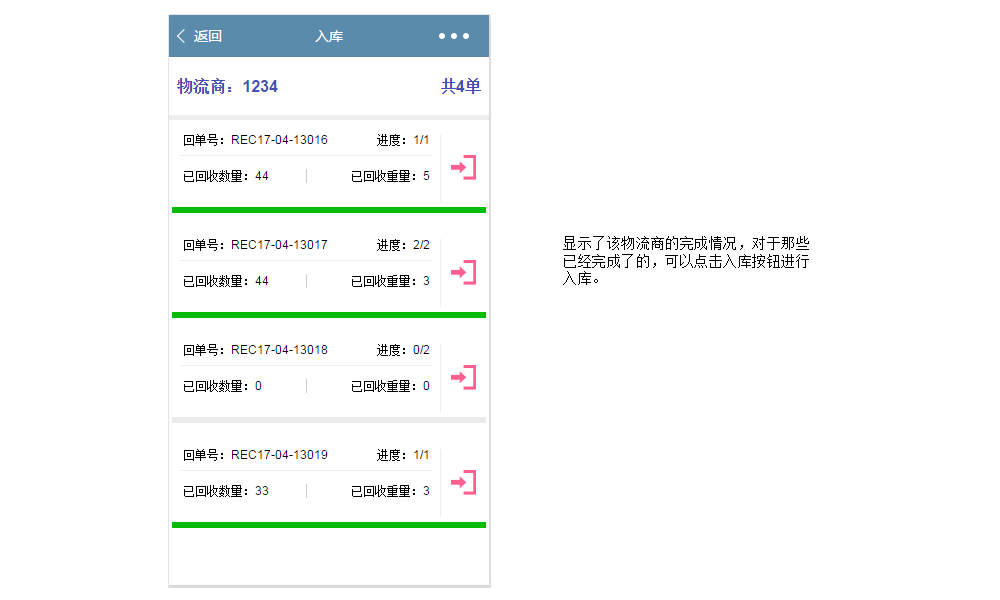 返回 入库
物流商：1234 共4单
回单号：REC17-04-13016 进度：1/1
已回收数量：44 已回收重量：5
回单号：REC17-04-13017 进度：2/2
已回收数量：44 已回收重量：3
回单号：REC17-04-13018 进度：0/2
已回收数量：0 已回收重量：0
回单号：REC17-04-13019 进度：1/1
已回收数量：33 已回收重量：3
显示了该物流商的完成情况，对于那些
已经完成了的，可以点击入库按钮进行
入库。